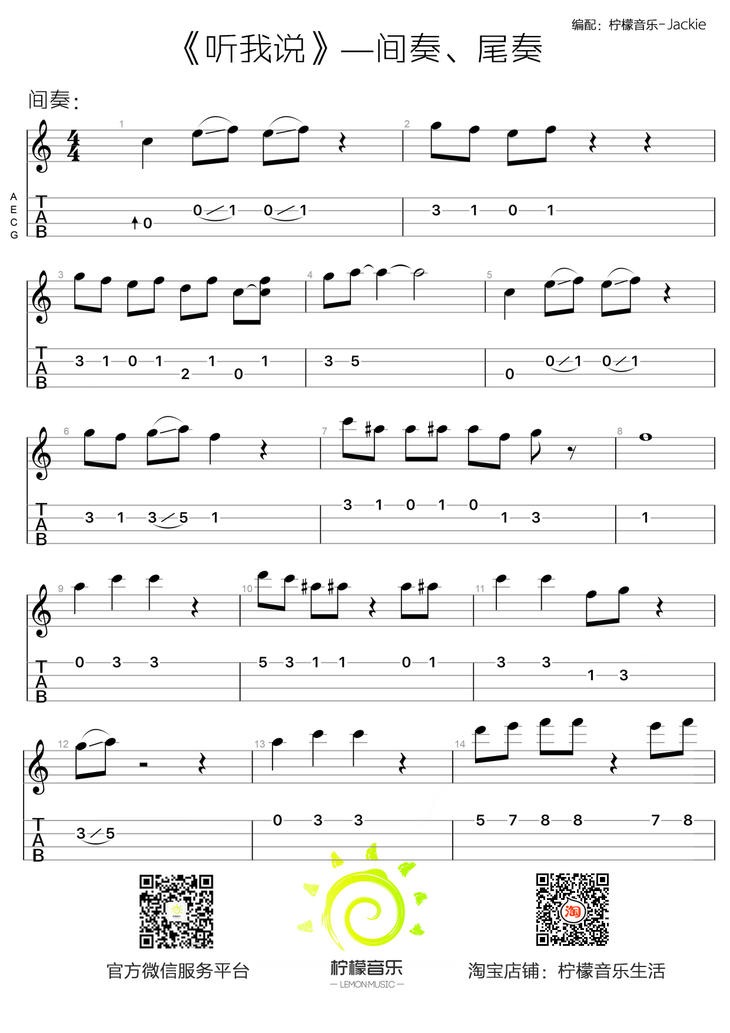 编配：柠檬音乐-Jackie
《听我说》—间奏、尾奏
间奏：
4
4
1
2
A
E
C
G
T
A
B
0
0 1 0 1
3 1 0 1
3
4
5
T
A
B
3 1 0 1 2 1 0 1
3 5
0 0 1 0 1
6
7
8
T
A
B
3 1 3 5 1
3 1 0 1 0 1 3
1
9
10
11
T
A
B
0 3 3
5 3 1 1 0 1
3 3 1 3
12
13
14
T
A
B
3 5
0 3 3
5 7 8 8 7 8
淘
官方微信服务平台
柠檬音乐
— LEMON MUSIC —
淘宝店铺：柠檬音乐生活